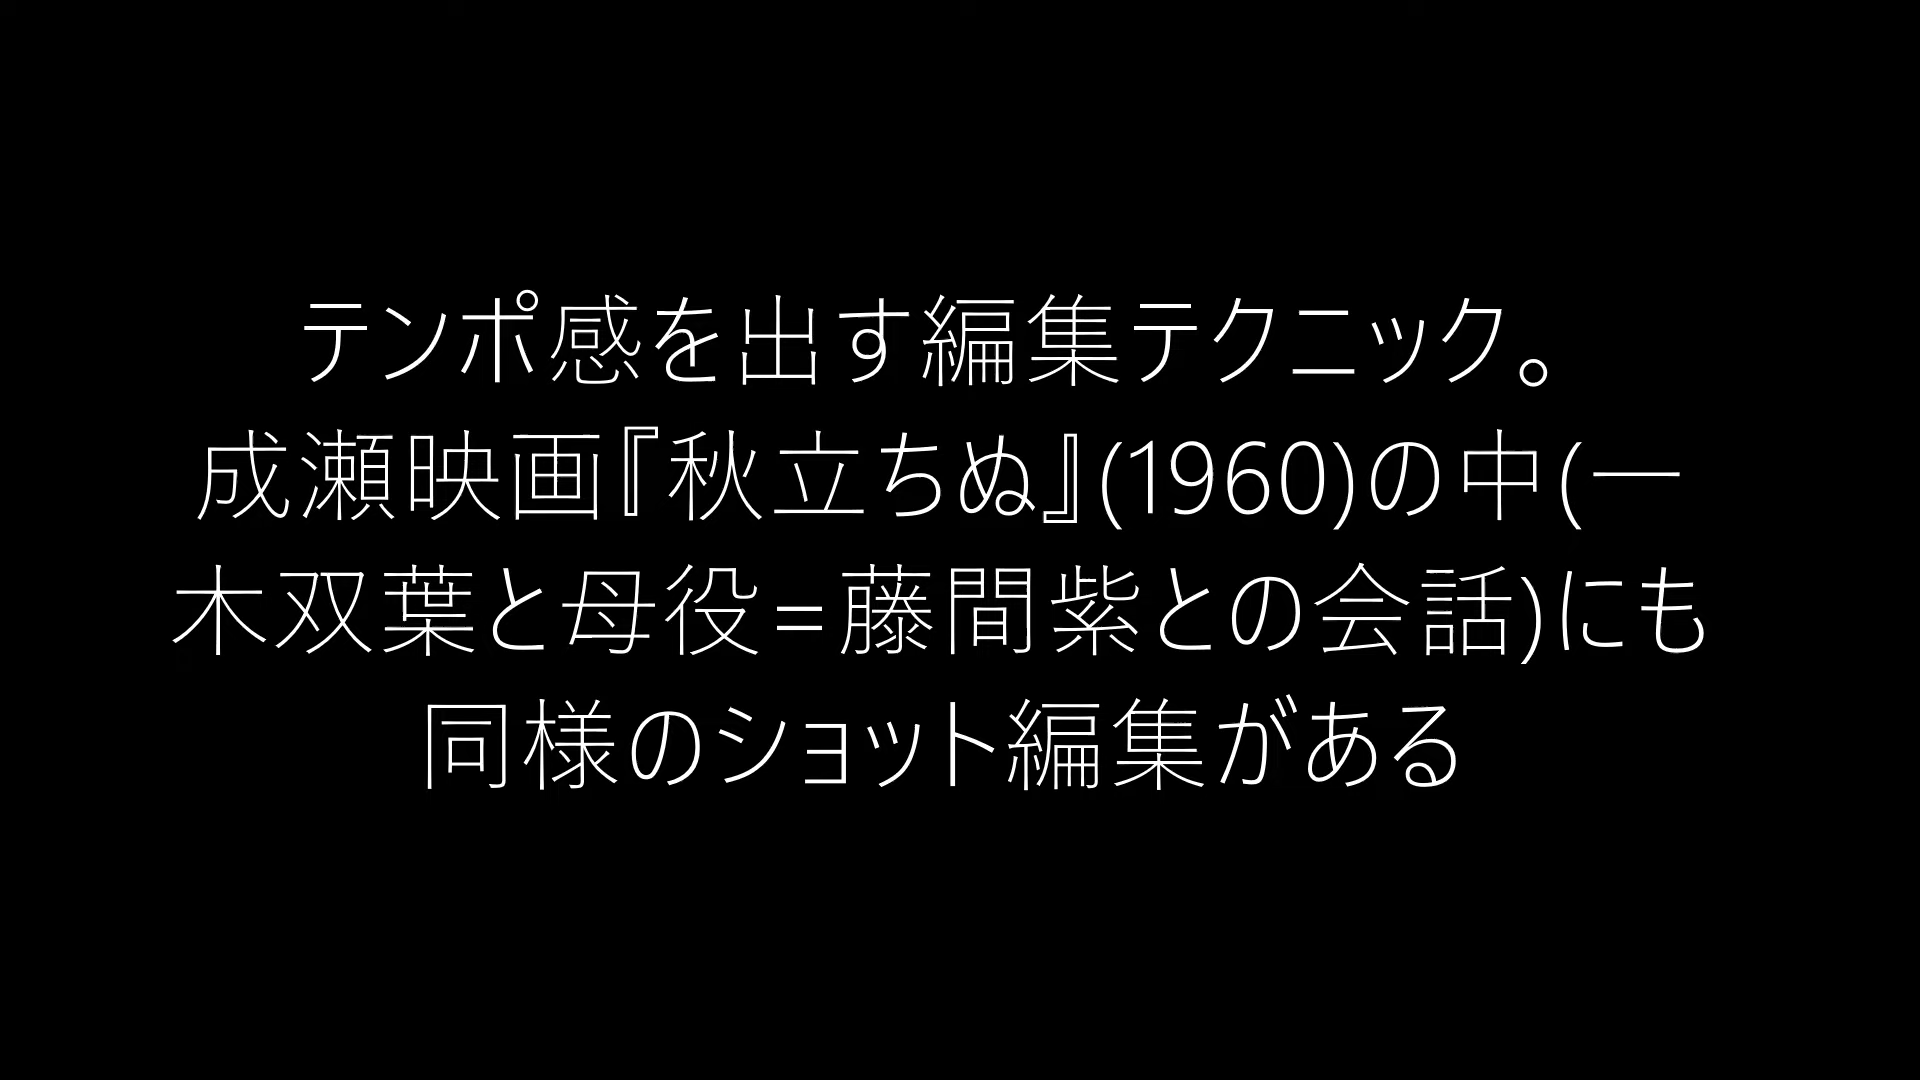 テンポ感を出す編集テクニック。
成瀬映画『秋立ちぬ』(1960)の中(一
木双葉と母役=藤間紫との会話)にも
同様のショット編集がある